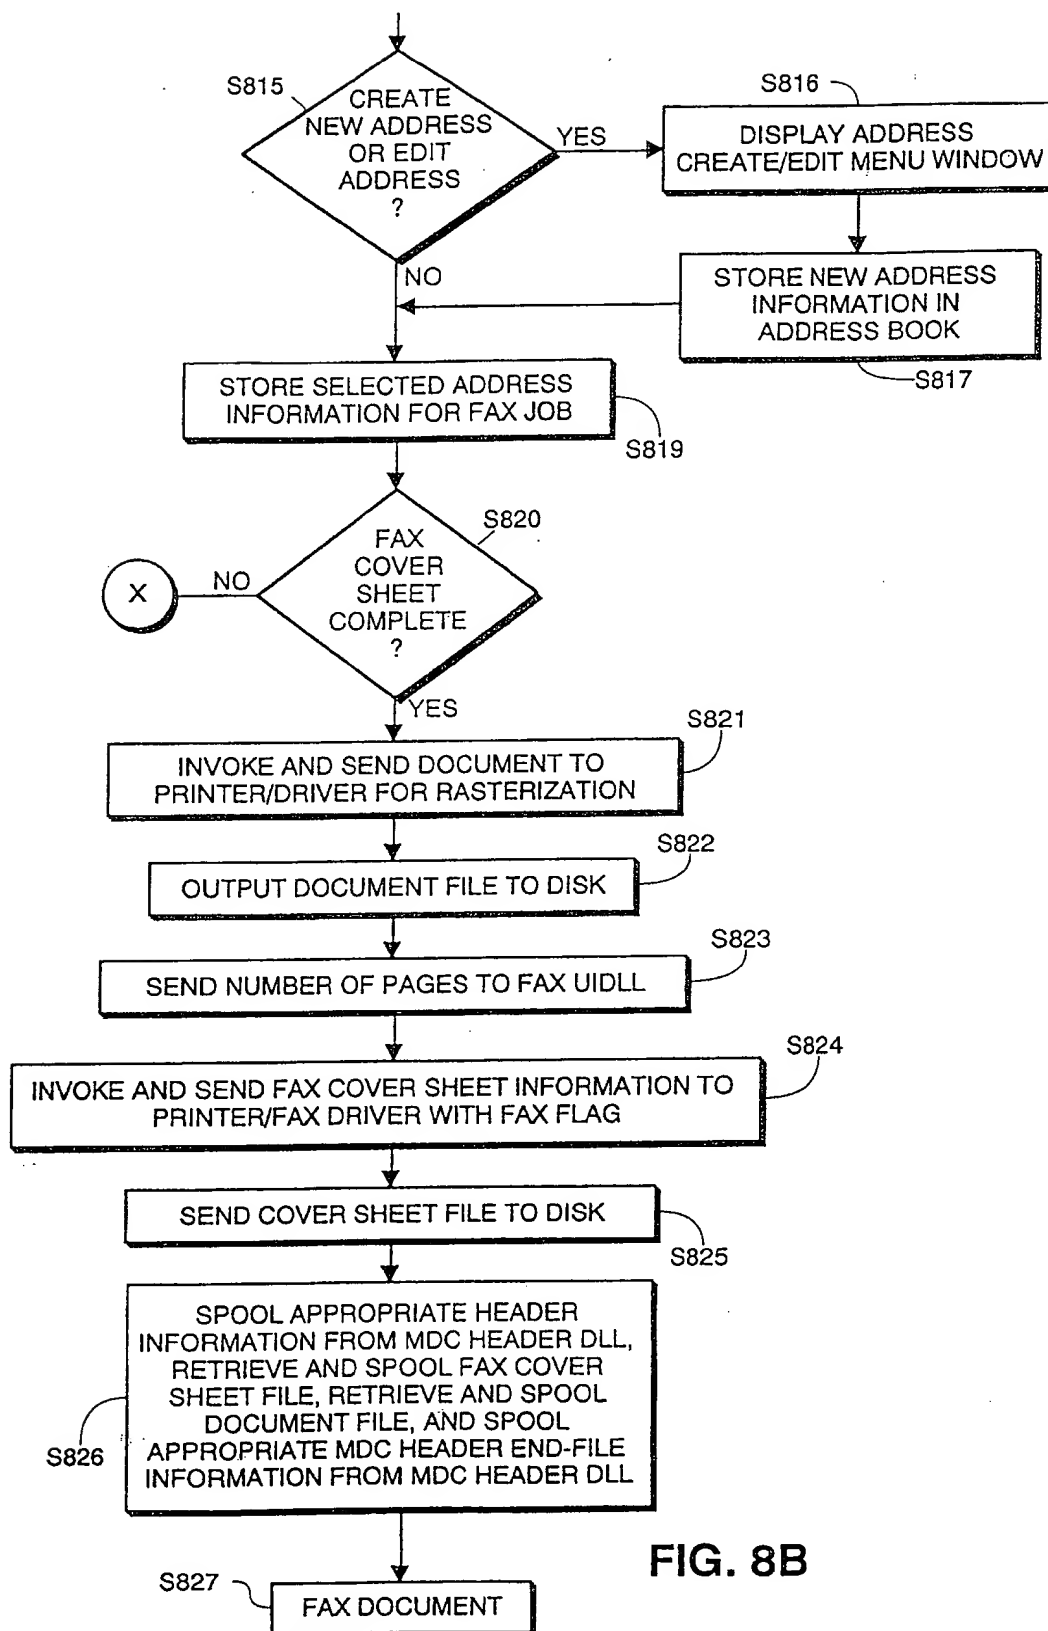 S815
CREATE
NEW ADDRESS
OR EDIT
ADDRESS
?
YES
S816
DISPLAY ADDRESS
CREATE/EDIT MENU WINDOW
NO
STORE NEW ADDRESS
INFORMATION IN
ADDRESS BOOK
S817
STORE SELECTED ADDRESS
INFORMATION FOR FAX JOB
S819
S820
FAX
COVER
SHEET
COMPLETE
?
NO
X
YES
S821
INVOKE AND SEND DOCUMENT TO
PRINTER/DRIVER FOR RASTERIZATION
S822
OUTPUT DOCUMENT FILE TO DISK
S823
SEND NUMBER OF PAGES TO FAX UIDLL
S824
INVOKE AND SEND FAX COVER SHEET INFORMATION TO
PRINTER/FAX DRIVER WITH FAX FLAG
SEND COVER SHEET FILE TO DISK
S825
SPOOL APPROPRIATE HEADER
INFORMATION FROM MDC HEADER DLL,
RETRIEVE AND SPOOL FAX COVER
SHEET FILE, RETRIEVE AND SPOOL
DOCUMENT FILE, AND SPOOL
APPROPRIATE MDC HEADER END-FILE
INFORMATION FROM MDC HEADER DLL
S826
FIG. 8B
S827
FAX DOCUMENT